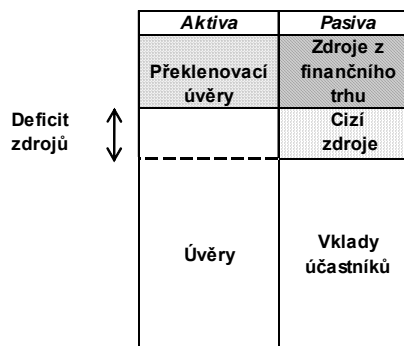 Aktiva
Pasiva
Překlenovací
úvěry
Zdroje z
finančního
trhu
Deficit
zdrojů
Cizí
zdroje
Úvěry
Vklady
účastníků